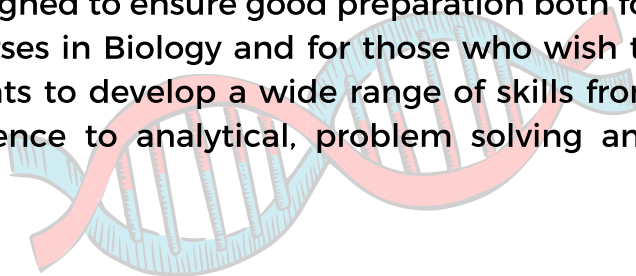 gned to ensure good preparation both fo
rses in Biology and for those who wish t
ts to develop a wide range of skills fro
ence to analytical, problem solving an